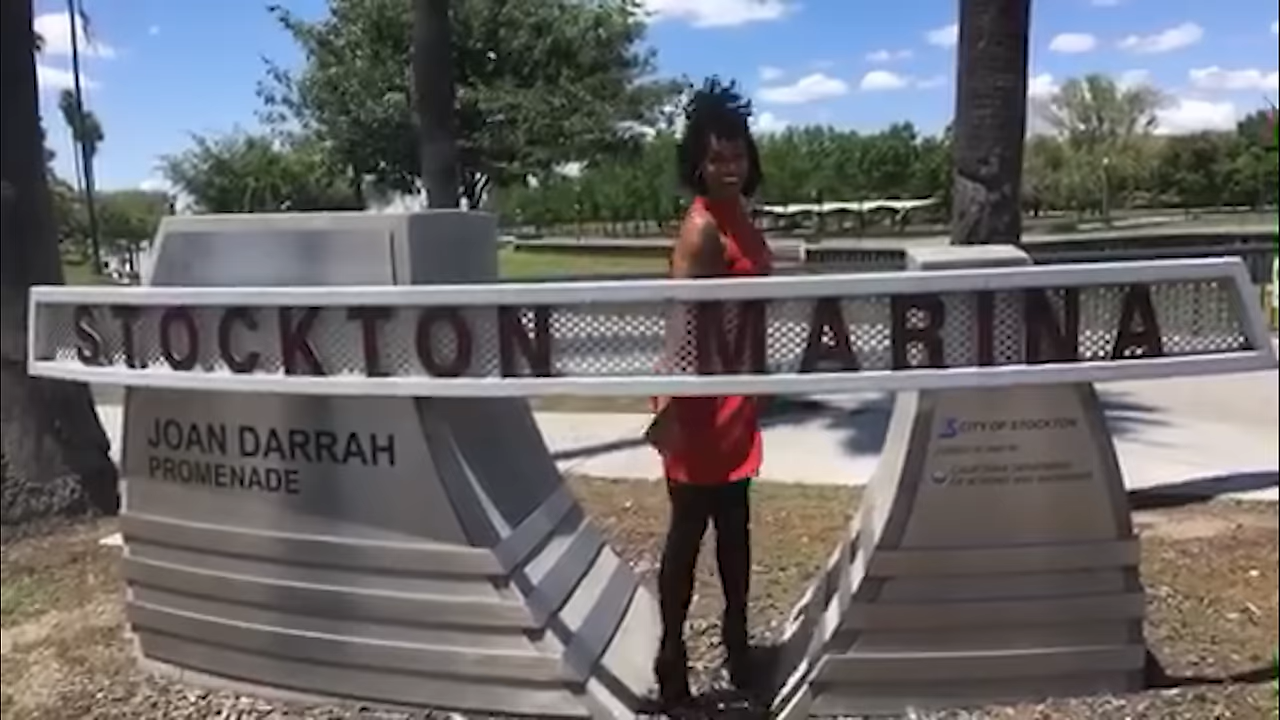 STOCKTON MARINA
JOAN DARRAH
PROMENADE
CITY OF STOCKTON